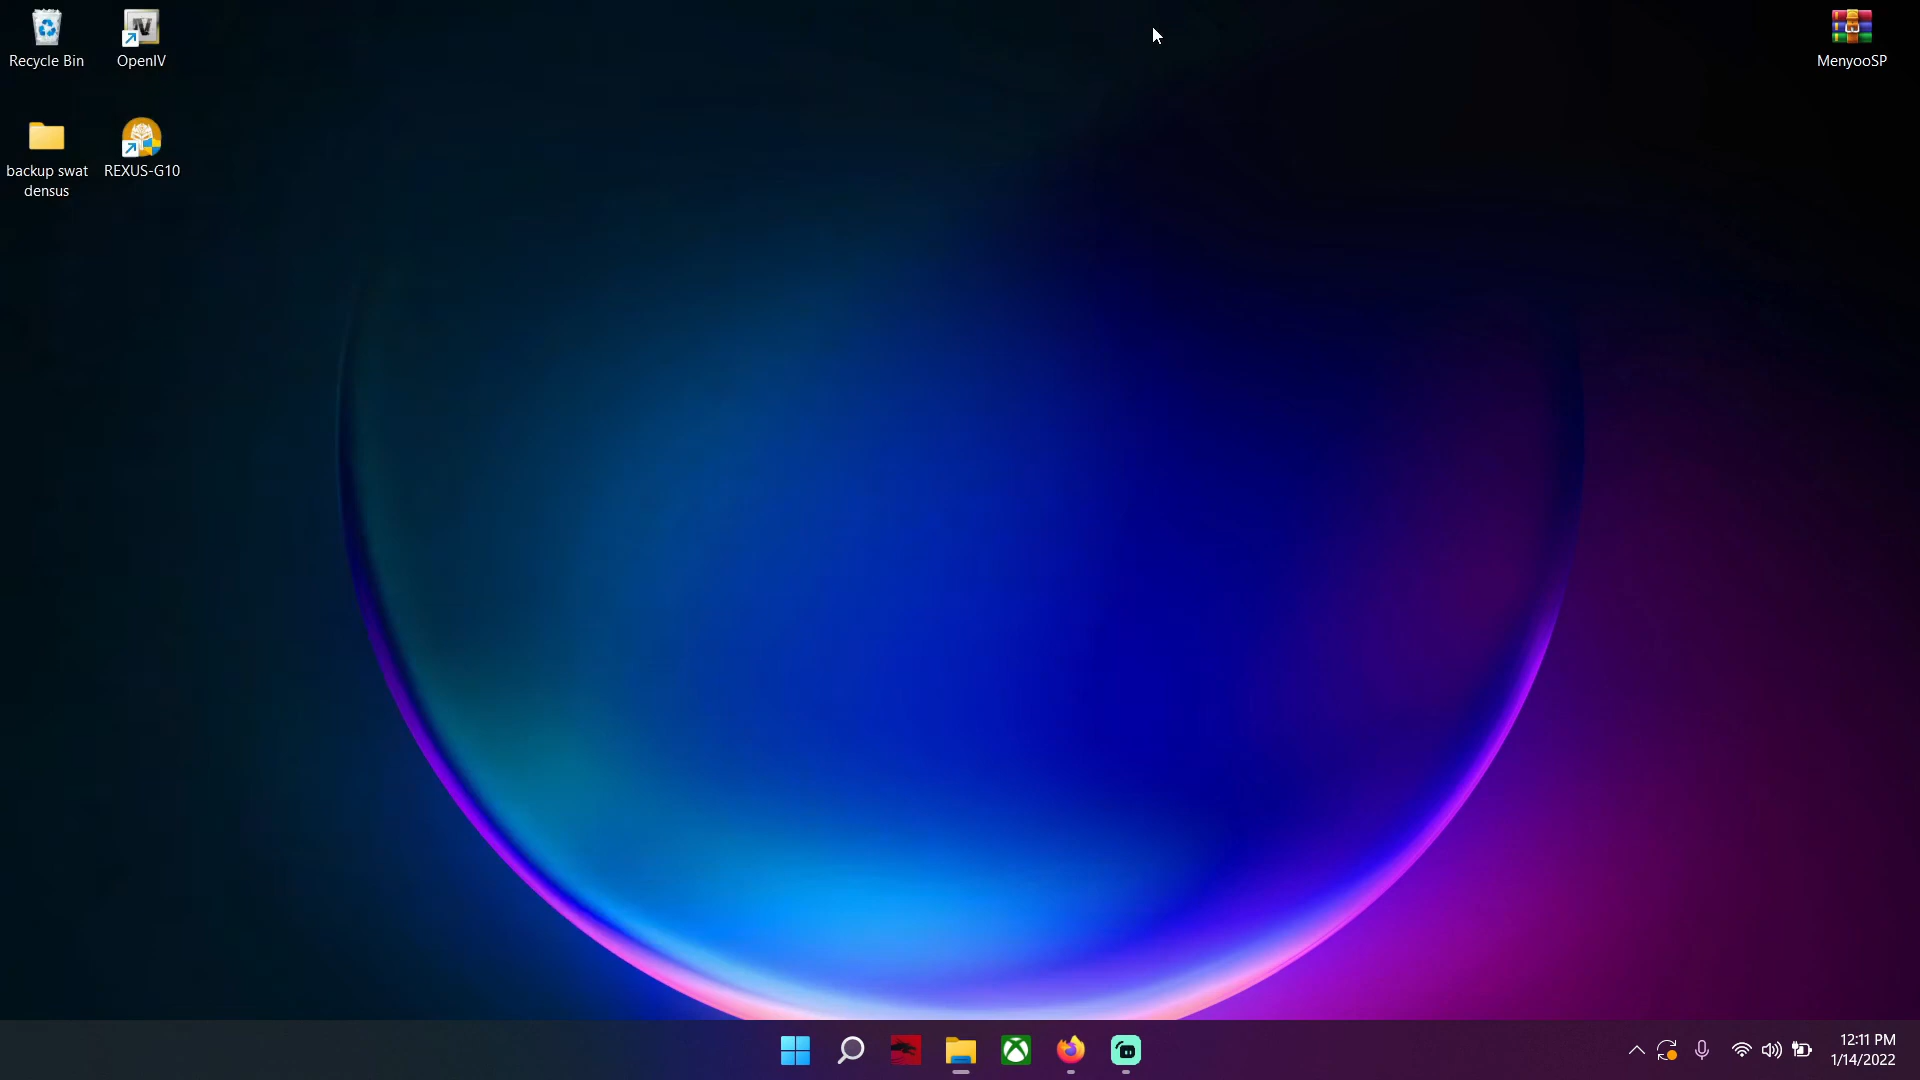 Recycle Bin
OpenIV
MenyooSP
backup swat
densus
REXUS-G10
12:11 PM
1/14/2022